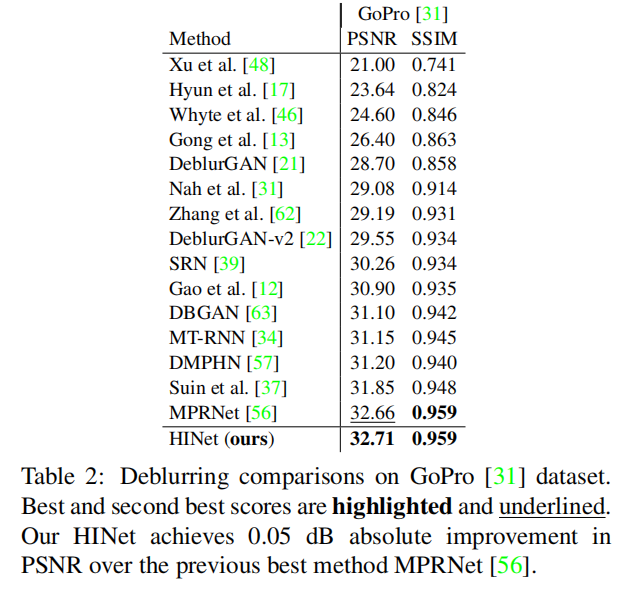 GoPro [31]
Method PSNR SSIM
Xu et al. [48] 21.00 0.741
Hyun et al. [17] 23.64 0.824
Whyte et al. [46] 24.60 0.846
Gong et al. [13] 26.40 0.863
DeblurGAN [21] 28.70 0.858
Nah et al. [31] 29.08 0.914
Zhang et al. [62] 29.19 0.931
DeblurGAN-v2 [22] 29.55 0.934
SRN [39] 30.26 0.934
Gao et al. [12] 30.90 0.935
DBGAN [63] 31.10 0.942
MT-RNN [34] 31.15 0.945
DMPHN [57] 31.20 0.940
Suin et al. [37] 31.85 0.948
MPRNet [56] 32.66 0.959
HINet (ours) 32.71 0.959
Table 2: Deblurring comparisons on GoPro [31] dataset.
Best and second best scores are highlighted and underlined.
Our HINet achieves 0.05 dB absolute improvement in
PSNR over the previous best method MPRNet [56].